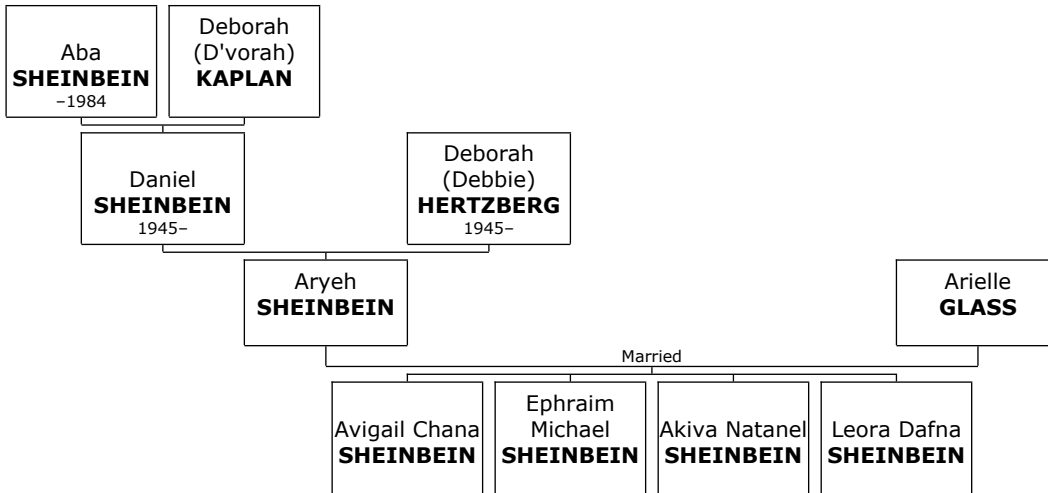 Aba
SHEINBEIN
–1984
Deborah
(D'vorah)
KAPLAN
Daniel
SHEINBEIN
1945–
Deborah
(Debbie)
HERTZBERG
1945–
Aryeh
SHEINBEIN
Arielle
GLASS
Married
Avigail Chana
SHEINBEIN
Ephraim
Michael
SHEINBEIN
Akiva Natanel
SHEINBEIN
Leora Dafna
SHEINBEIN